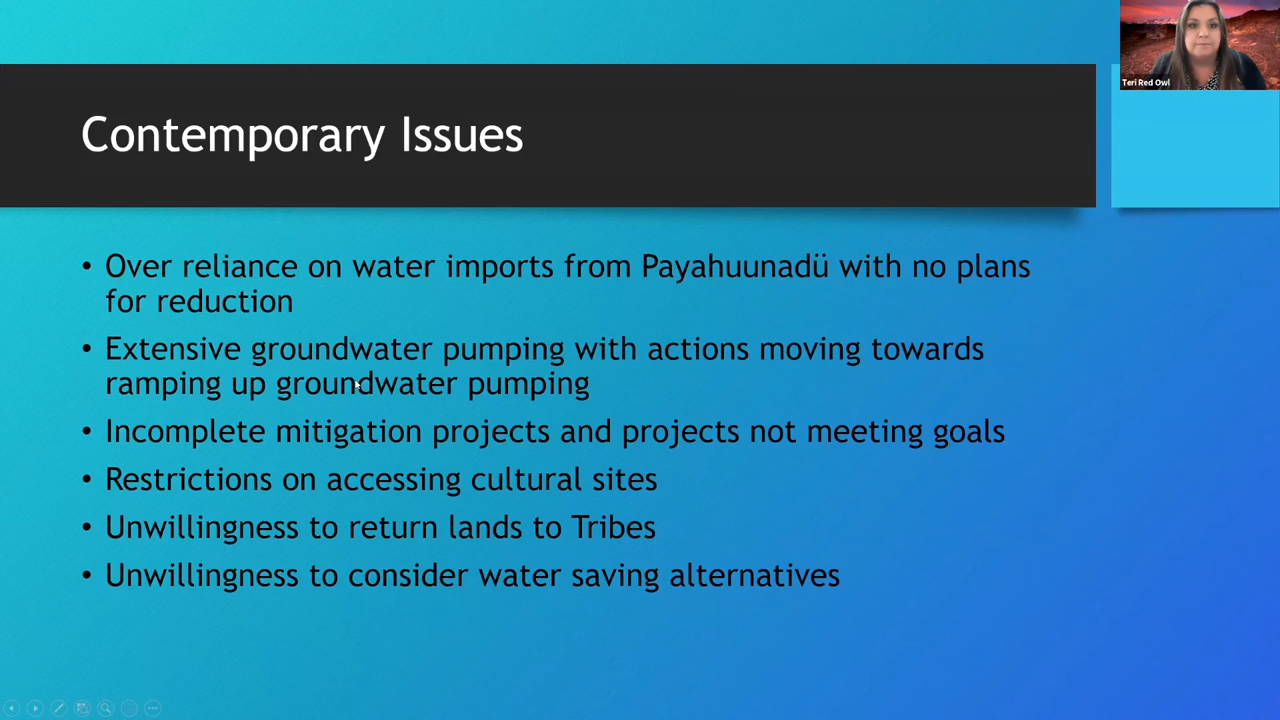 Teri Red Owl
Contemporary Issues
• Over reliance on water imports from Payahuunadü with no plans
for reduction
• Extensive groundwater pumping with actions moving towards
ramping up groundwater pumping
• Incomplete mitigation projects and projects not meeting goals
• Restrictions on accessing cultural sites
• Unwillingness to return lands to Tribes
• Unwillingness to consider water saving alternatives